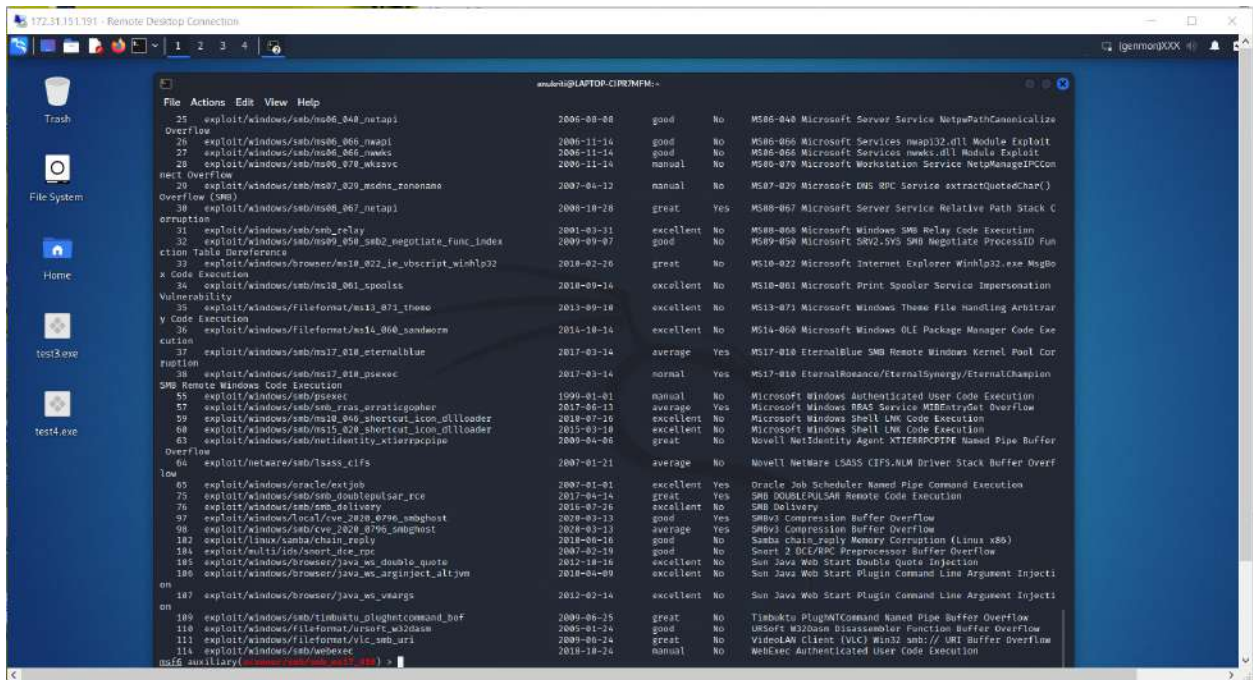 172.31.151.191 - Remote Desktop Connection
1 2 3 4
(genmon)XXX
Trash
File System
Home
test3.exe
test4.exe
anukriti@LAPTOP-CIPR7MFM:~
File Actions Edit View Help
25 exploit/windows/smb/ms06_040_netapi 2006-08-08 good No MS06-040 Microsoft Server Service NetpwPathCanonicalize
Overflow
26 exploit/windows/smb/ms06_066_nwapi 2006-11-14 good No MS06-066 Microsoft Services nwapi32.dll Module Exploit
27 exploit/windows/smb/ms06_066_nwwks 2006-11-14 good No MS06-066 Microsoft Services nwwks.dll Module Exploit
28 exploit/windows/smb/ms06_070_wkssvc 2006-11-14 manual No MS06-070 Microsoft Workstation Service NetpManageIPCCon
nect Overflow
29 exploit/windows/smb/ms07_029_msdns_zonename 2007-04-12 manual No MS07-029 Microsoft DNS RPC Service extractQuotedChar()
Overflow (SMB)
30 exploit/windows/smb/ms08_067_netapi 2008-10-28 great Yes MS08-067 Microsoft Server Service Relative Path Stack C
orruption
31 exploit/windows/smb/smb_relay 2001-03-31 excellent No MS08-068 Microsoft Windows SMB Relay Code Execution
32 exploit/windows/smb/ms09_050_smb2_negotiate_func_index 2009-09-07 good No MS09-050 Microsoft SRV2.SYS SMB Negotiate ProcessID Fun
ction Table Dereference
33 exploit/windows/browser/ms10_022_ie_vbscript_winhlp32 2010-02-26 great No MS10-022 Microsoft Internet Explorer Winhlp32.exe MsgBo
x Code Execution
34 exploit/windows/smb/ms10_061_spoolss 2010-09-14 excellent No MS10-061 Microsoft Print Spooler Service Impersonation
Vulnerability
35 exploit/windows/fileformat/ms13_071_theme 2013-09-10 excellent No MS13-071 Microsoft Windows Theme File Handling Arbitrar
y Code Execution
36 exploit/windows/fileformat/ms14_060_sandworm 2014-10-14 excellent No MS14-060 Microsoft Windows OLE Package Manager Code Exe
cution
37 exploit/windows/smb/ms17_010_eternalblue 2017-03-14 average Yes MS17-010 EternalBlue SMB Remote Windows Kernel Pool Cor
ruption
38 exploit/windows/smb/ms17_010_psexec 2017-03-14 normal Yes MS17-010 EternalRomance/EternalSynergy/EternalChampion
SMB Remote Windows Code Execution
55 exploit/windows/smb/psexec 1999-01-01 manual No Microsoft Windows Authenticated User Code Execution
57 exploit/windows/smb/smb_rras_erraticgopher 2017-06-13 average Yes Microsoft Windows RRAS Service MIBEntryGet Overflow
59 exploit/windows/smb/ms10_046_shortcut_icon_dllloader 2010-07-16 excellent No Microsoft Windows Shell LNK Code Execution
60 exploit/windows/smb/ms15_020_shortcut_icon_dllloader 2015-03-10 excellent No Microsoft Windows Shell LNK Code Execution
63 exploit/windows/smb/netidentity_xtierrpcpipe 2009-04-06 great No Novell NetIdentity Agent XTIERRPCPIPE Named Pipe Buffer
Overflow
64 exploit/netware/smb/lsass_cifs 2007-01-21 average No Novell NetWare LSASS CIFS.NLM Driver Stack Buffer Overf
low
65 exploit/windows/oracle/extjob 2007-01-01 excellent Yes Oracle Job Scheduler Named Pipe Command Execution
75 exploit/windows/smb/smb_doublepulsar_rce 2017-04-14 great Yes SMB DOUBLEPULSAR Remote Code Execution
76 exploit/windows/smb/smb_delivery 2016-07-26 excellent No SMB Delivery
97 exploit/windows/local/cve_2020_0796_smbghost 2020-03-13 good Yes SMBv3 Compression Buffer Overflow
98 exploit/windows/smb/cve_2020_0796_smbghost 2020-03-13 average Yes SMBv3 Compression Buffer Overflow
102 exploit/linux/samba/chain_reply 2010-06-16 good No Samba chain_reply Memory Corruption (Linux x86)
104 exploit/multi/ids/snort_dce_rpc 2007-02-19 good No Snort 2 DCE/RPC Preprocessor Buffer Overflow
105 exploit/windows/browser/java_ws_double_quote 2012-10-16 excellent No Sun Java Web Start Double Quote Injection
106 exploit/windows/browser/java_ws_arginject_altjvm 2010-04-09 excellent No Sun Java Web Start Plugin Command Line Argument Injecti
on
107 exploit/windows/browser/java_ws_vmargs 2012-02-14 excellent No Sun Java Web Start Plugin Command Line Argument Injecti
on
109 exploit/windows/smb/timbuktu_plughntcommand_bof 2009-06-25 great No Timbuktu PlughNTCommand Named Pipe Buffer Overflow
110 exploit/windows/fileformat/ursoft_w32dasm 2005-01-24 good No URSoft W32Dasm Disassembler Function Buffer Overflow
111 exploit/windows/fileformat/vlc_smb_uri 2009-06-24 great No VideoLAN Client (VLC) Win32 smb:// URI Buffer Overflow
114 exploit/windows/smb/webexec 2018-10-24 manual No WebExec Authenticated User Code Execution
msf6 auxiliary(scanner/smb/smb_ms17_010) >